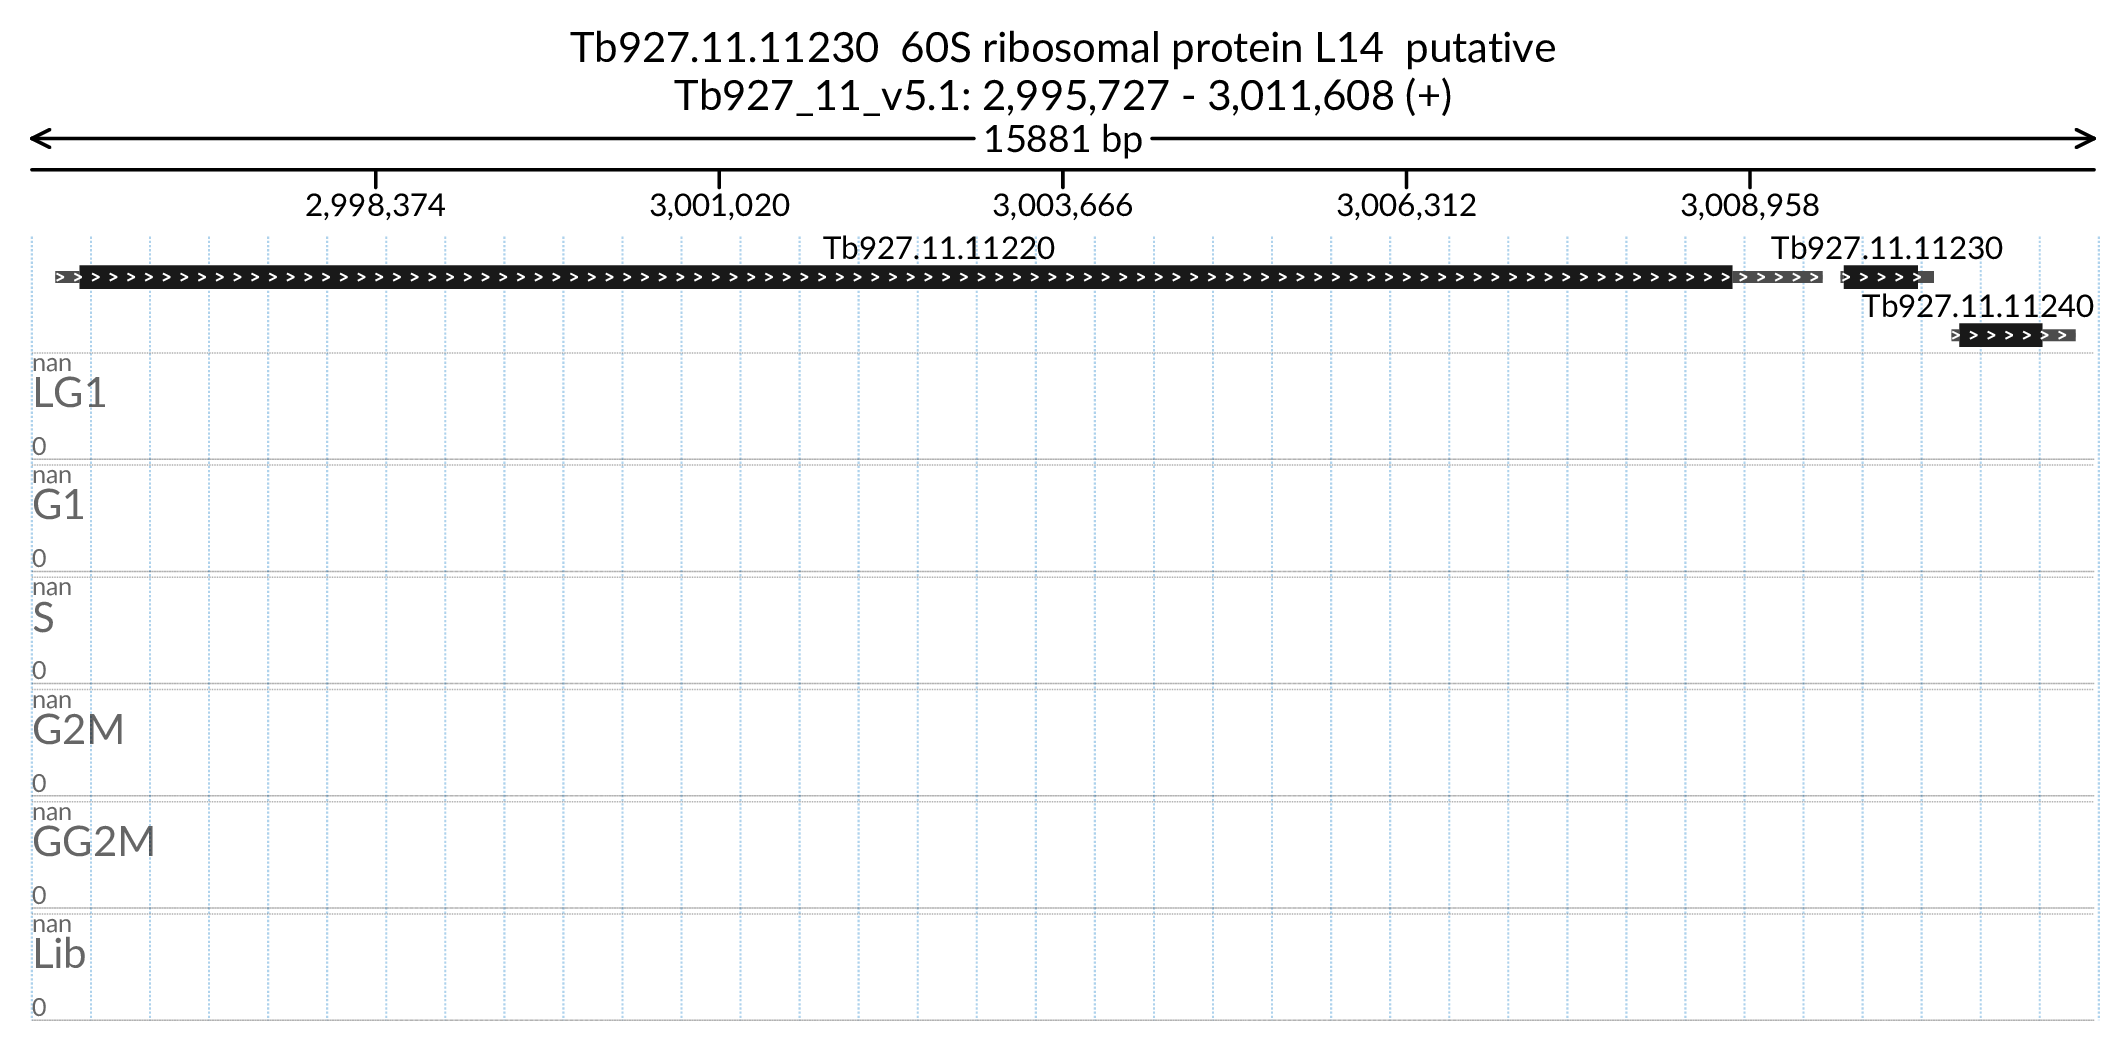 Tb927.11.11230  60S ribosomal protein L14  putative
Tb927_11_v5.1: 2,995,727 - 3,011,608 (+)
15881 bp
2,998,374 3,001,020 3,003,666 3,006,312 3,008,958
Tb927.11.11220 Tb927.11.11230
Tb927.11.11240
nan
LG1
0
nan
G1
0
nan
S
0
nan
G2M
0
nan
GG2M
0
nan
Lib
0